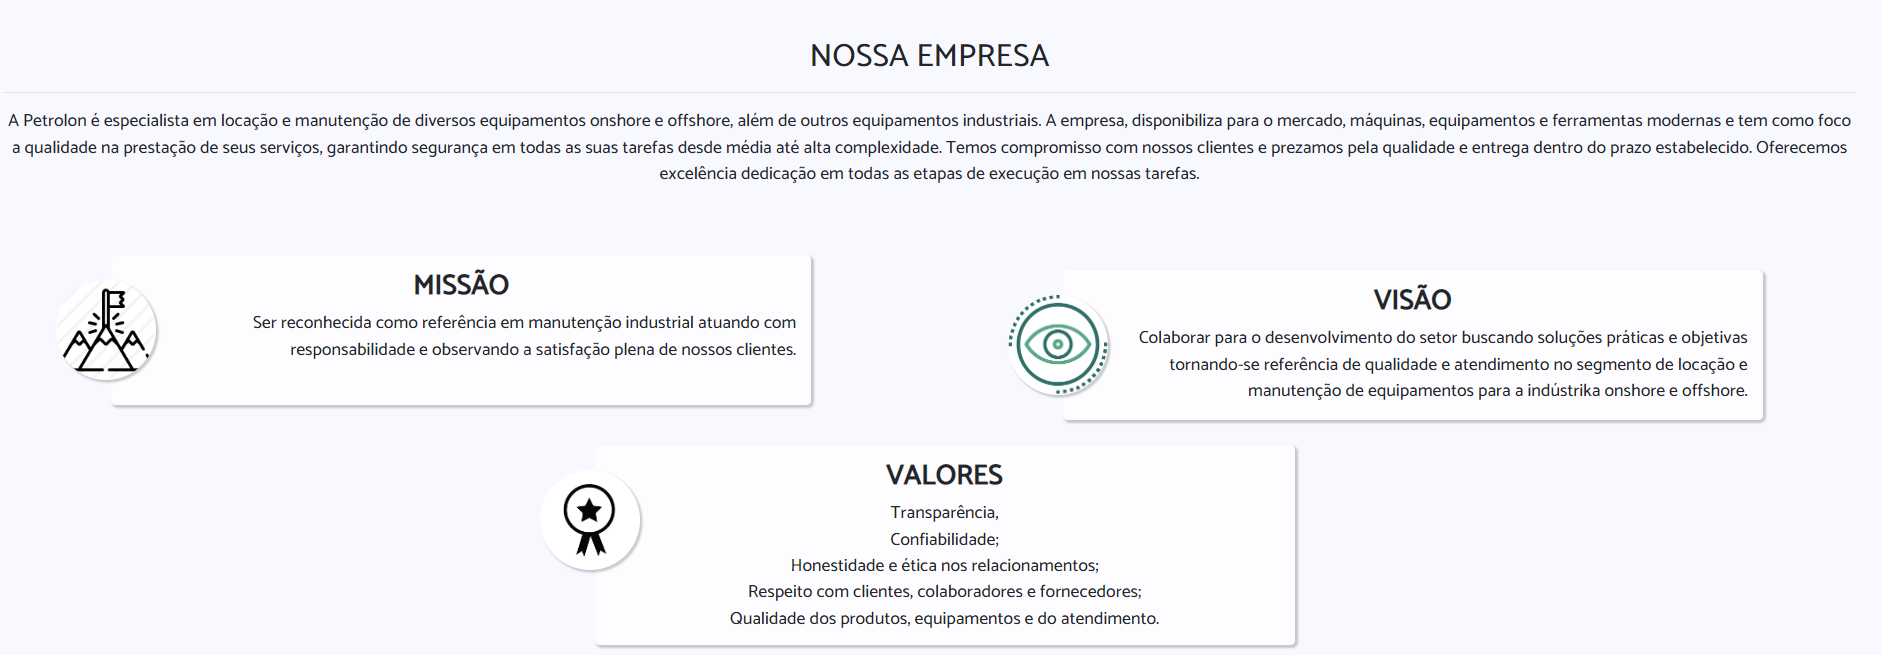 NOSSA EMPRESA
A Petrolon é especialista em locação e manutenção de diversos equipamentos onshore e offshore, além de outros equipamentos industriais. A empresa, disponibiliza para o mercado, máquinas, equipamentos e ferramentas modernas e tem como foco
a qualidade na prestação de seus serviços, garantindo segurança em todas as suas tarefas desde média até alta complexidade. Temos compromisso com nossos clientes e prezamos pela qualidade e entrega dentro do prazo estabelecido. Oferecemos
excelência dedicação em todas as etapas de execução em nossas tarefas.
MISSÃO
Ser reconhecida como referência em manutenção industrial atuando com
responsabilidade e observando a satisfação plena de nossos clientes.
VISÃO
Colaborar para o desenvolvimento do setor buscando soluções práticas e objetivas
tornando-se referência de qualidade e atendimento no segmento de locação e
manutenção de equipamentos para a indústrika onshore e offshore.
VALORES
Transparência,
Confiabilidade;
Honestidade e ética nos relacionamentos;
Respeito com clientes, colaboradores e fornecedores;
Qualidade dos produtos, equipamentos e do atendimento.